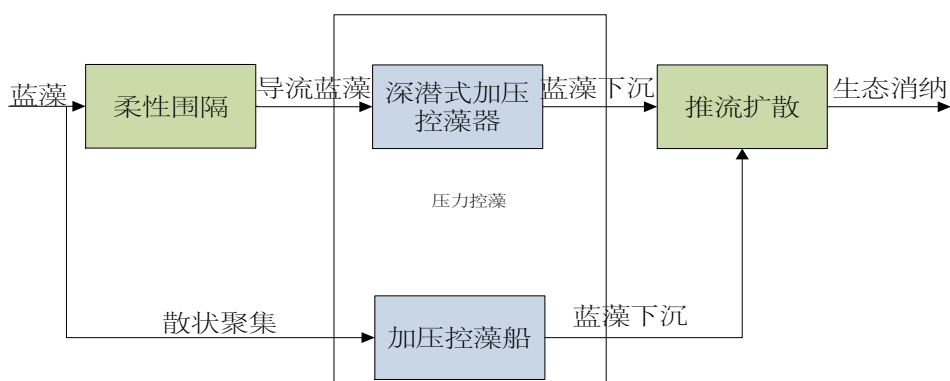 蓝藻
柔性围隔
导流蓝藻
深潜式加压
控藻器
蓝藻下沉
推流扩散
生态消纳
压力控藻
散状聚集
加压控藻船
蓝藻下沉